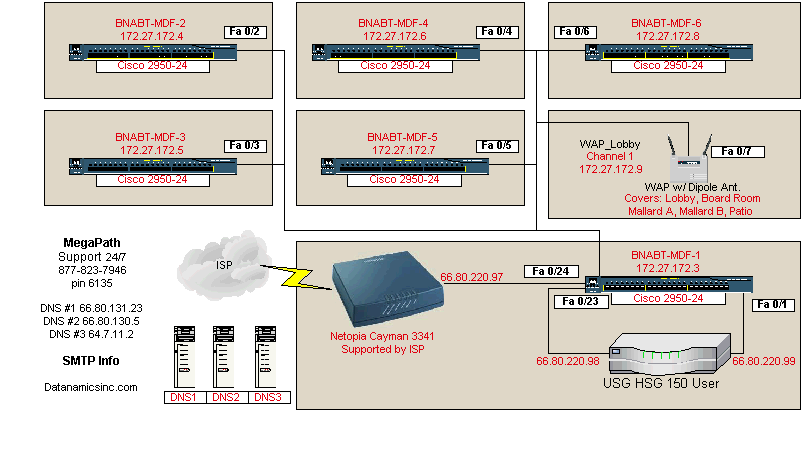 BNABT-MDF-2
172.27.172.4
Fa 0/2
Cisco 2950-24
BNABT-MDF-4
172.27.172.6
Fa 0/4
Cisco 2950-24
Fa 0/6
BNABT-MDF-6
172.27.172.8
Cisco 2950-24
BNABT-MDF-3
172.27.172.5
Fa 0/3
Cisco 2950-24
BNABT-MDF-5
172.27.172.7
Fa 0/5
Cisco 2950-24
WAP_Lobby
Channel 1
172.27.172.9
Fa 0/7
WAP w/ Dipole Ant.
Covers: Lobby, Board Room
Mallard A, Mallard B, Patio
MegaPath
Support 24/7
877-823-7946
pin 6135
DNS #1 66.80.131.23
DNS #2 66.80.130.5
DNS #3 64.7.11.2
SMTP Info
Datanamicsinc.com
ISP
DNS1
DNS2
DNS3
66.80.220.97
Netopia Cayman 3341
Supported by ISP
Fa 0/24
BNABT-MDF-1
172.27.172.3
Cisco 2950-24
Fa 0/23
Fa 0/1
66.80.220.98
66.80.220.99
USG HSG 150 User